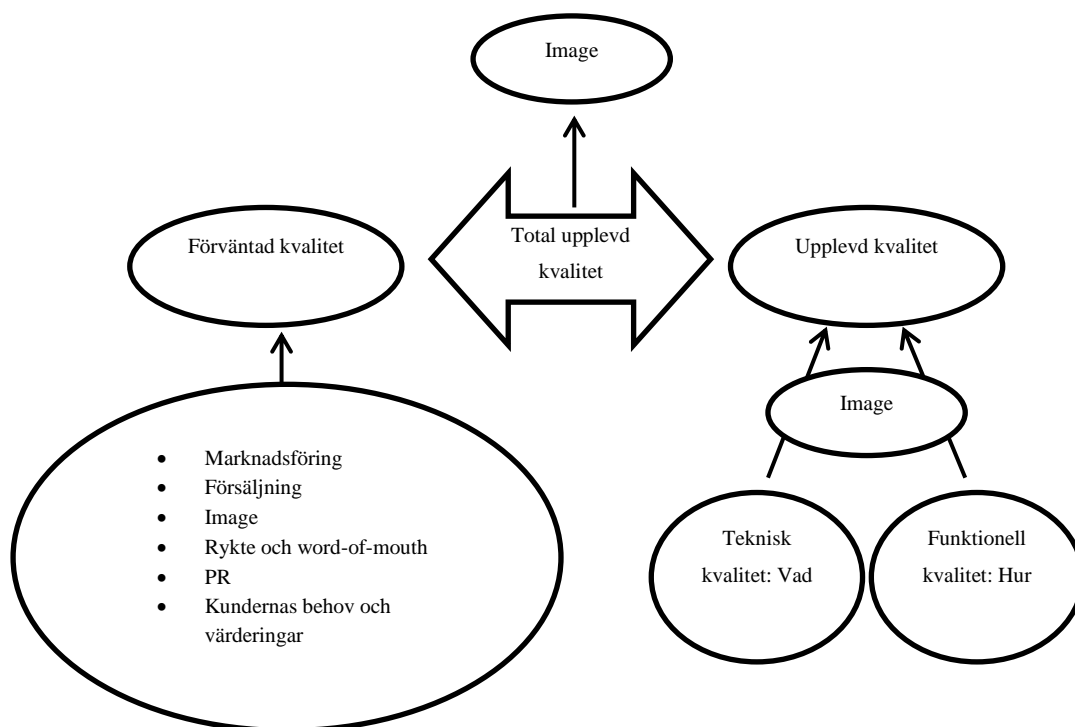 Image
Förväntad kvalitet
Total upplevd
kvalitet
Upplevd kvalitet
Image
• Marknadsföring
• Försäljning
• Image
• Rykte och word-of-mouth
• PR
• Kundernas behov och
värderingar
Teknisk
kvalitet: Vad
Funktionell
kvalitet: Hur